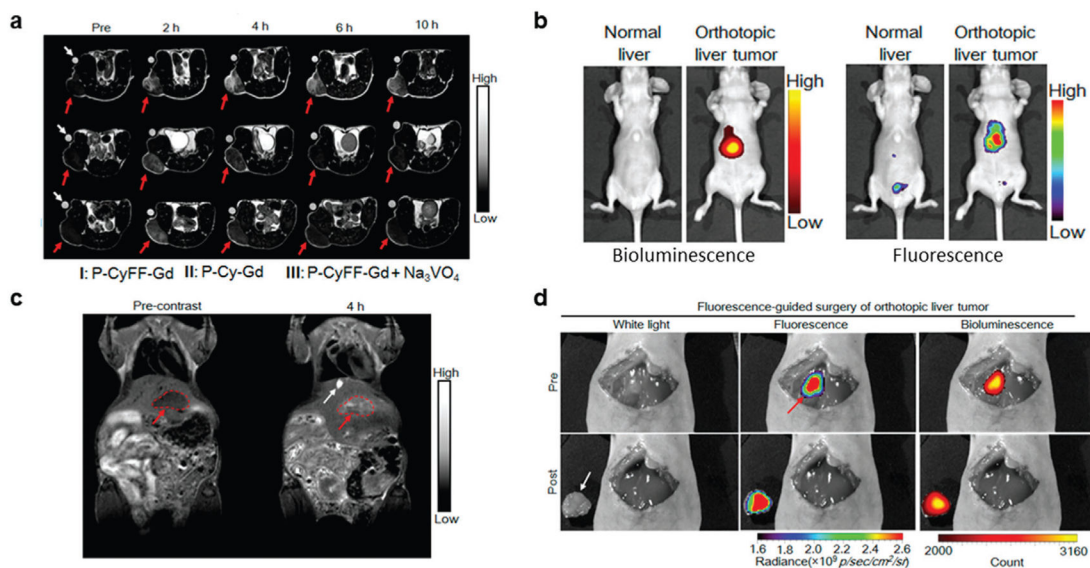 a
Pre 2 h 4 h 6 h 10 h
High
Low
I: P-CyFF-Gd II: P-Cy-Gd III: P-CyFF-Gd + Na₃VO₄
b
Normal liver
Orthotopic liver tumor
High
Low
Bioluminescence
Normal liver
Orthotopic liver tumor
High
Low
Fluorescence
c
Pre-contrast 4 h
High
Low
d
Fluorescence-guided surgery of orthotopic liver tumor
White light Fluorescence Bioluminescence
Pre
Post
1.6 1.8 2.0 2.2 2.4 2.6
Radiance(×10⁹ p/sec/cm²/sr)
2000 3160
Count